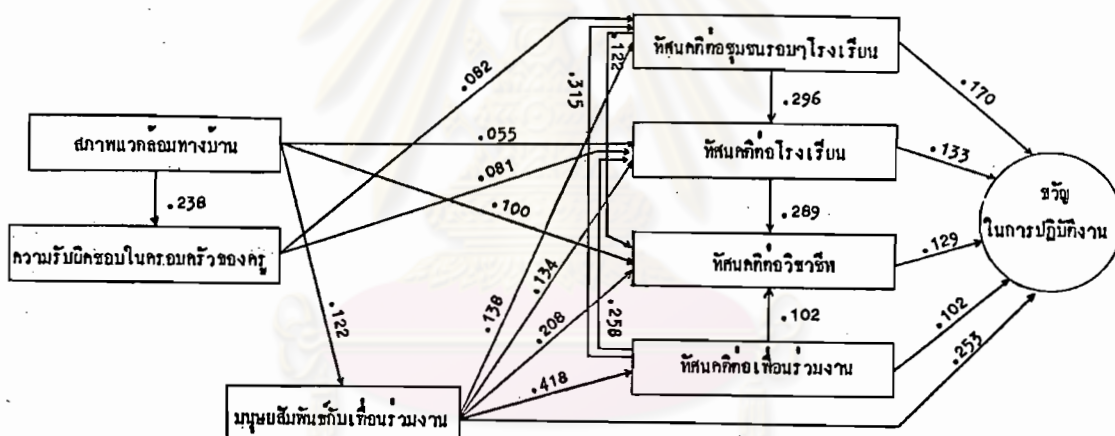 ทัศนคติต่อชุมชนรอบๆโรงเรียน
.122
.082
.315
.170
.296
สภาพแวดล้อมทางบ้าน
.055
ทัศนคติต่อโรงเรียน
.133
.081
ขวัญ
ในการปฏิบัติงาน
.238
.100
.289
ความรับผิดชอบในครอบครัวของครู
ทัศนคติต่อวิชาชีพ
.129
.134
.122
.138
.208
.258
.102
.102
.253
ทัศนคติต่อเพื่อนร่วมงาน
.418
มนุษยสัมพันธ์กับเพื่อนร่วมงาน